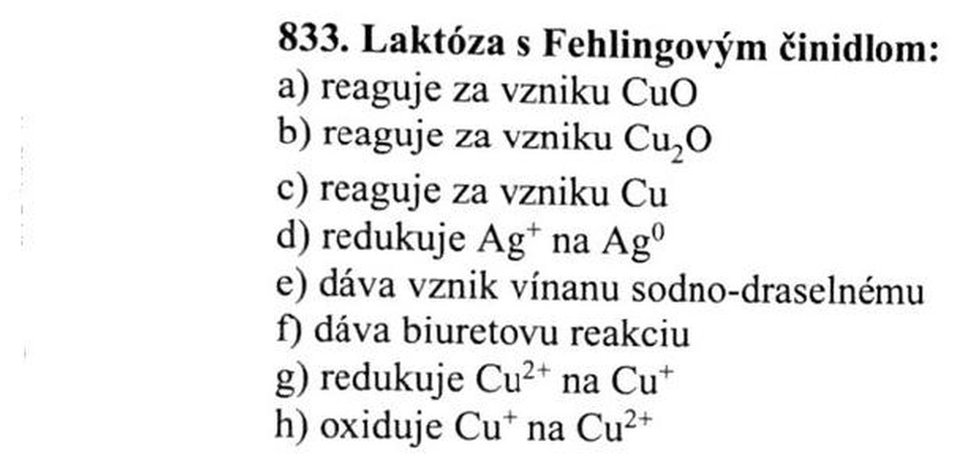 833. Laktóza s Fehlingovým činidlom:
a) reaguje za vzniku CuO
b) reaguje za vzniku Cu₂O
c) reaguje za vzniku Cu
d) redukuje Ag⁺ na Ag⁰
e) dáva vznik vínanu sodno-draselnému
f) dáva biuretovu reakciu
g) redukuje Cu²⁺ na Cu⁺
h) oxiduje Cu⁺ na Cu²⁺